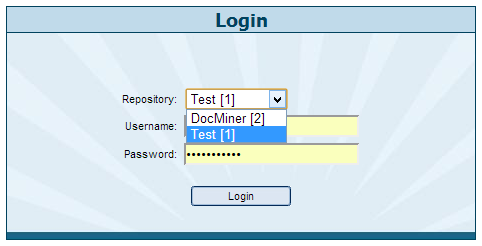 Login
Repository: Test [1]
DocMiner [2]
Username:
Test [1]
Password: •••••••••••
Login